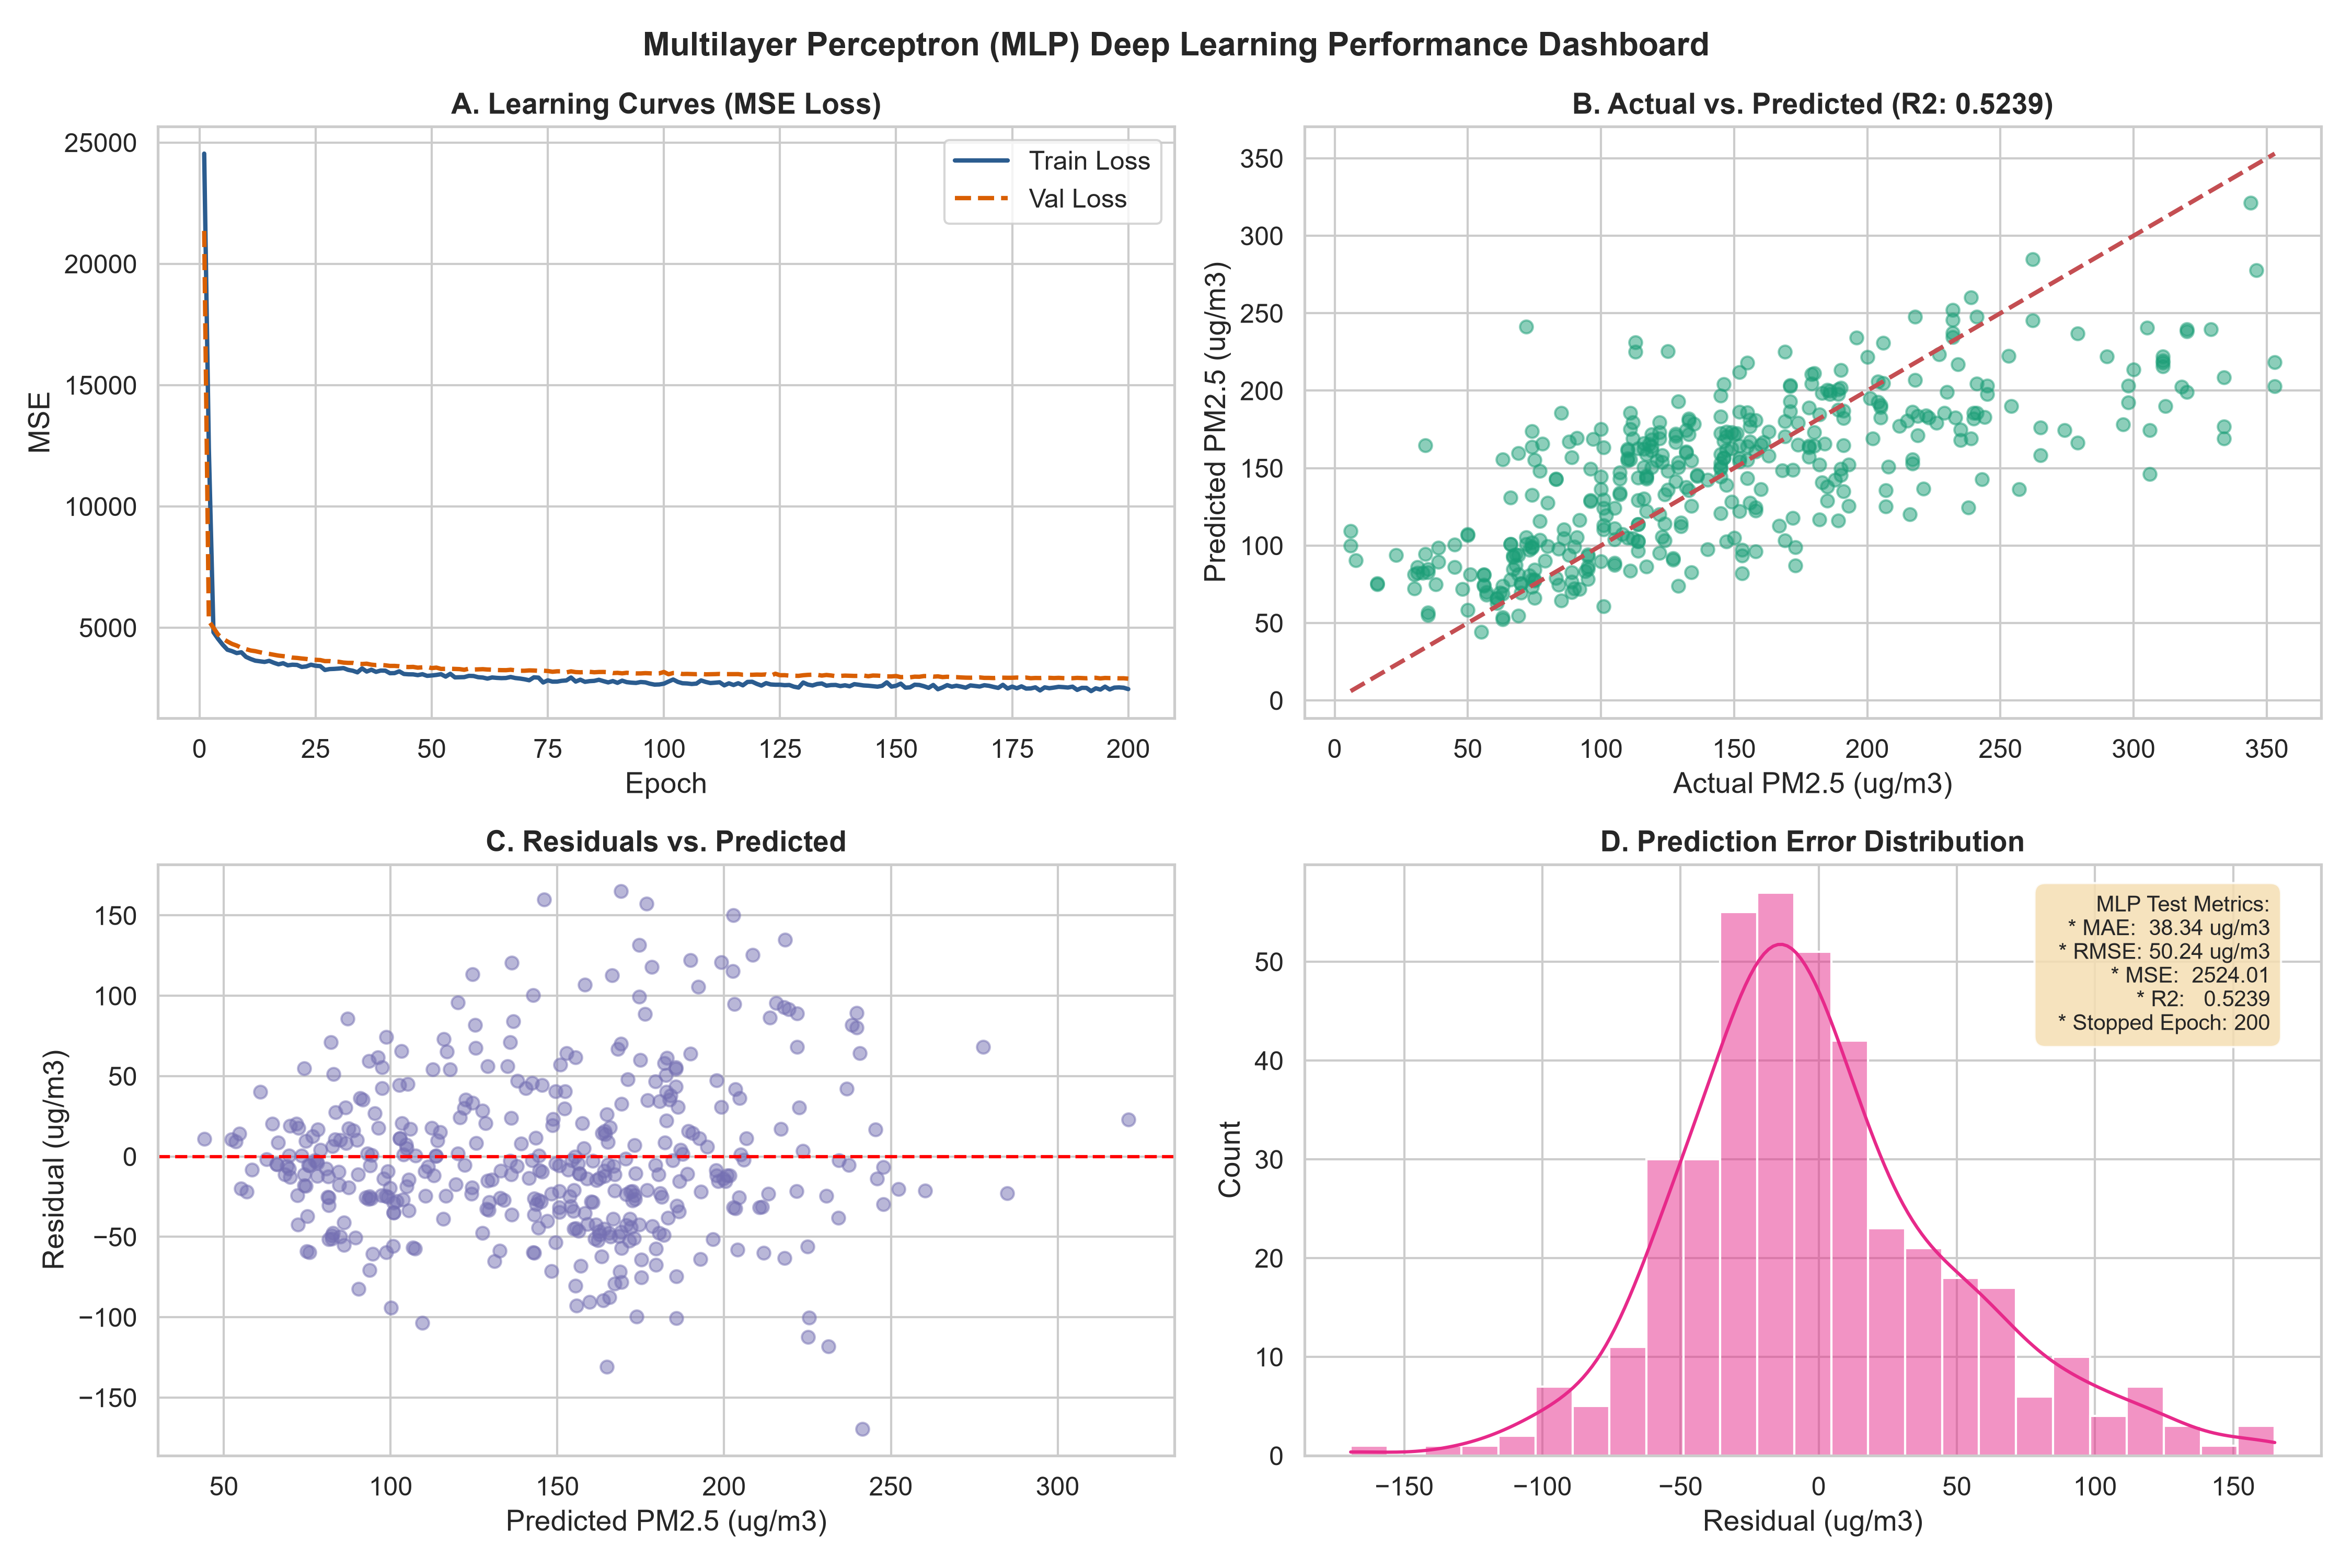 Multilayer Perceptron (MLP) Deep Learning Performance Dashboard
A. Learning Curves (MSE Loss)
25000
20000
15000
10000
5000
MSE
Train Loss
Val Loss
0 25 50 75 100 125 150 175 200
Epoch
B. Actual vs. Predicted (R2: 0.5239)
350
300
250
200
150
100
50
0
Predicted PM2.5 (ug/m3)
0 50 100 150 200 250 300 350
Actual PM2.5 (ug/m3)
C. Residuals vs. Predicted
150
100
50
0
−50
−100
−150
Residual (ug/m3)
50 100 150 200 250 300
Predicted PM2.5 (ug/m3)
D. Prediction Error Distribution
50
40
30
20
10
0
Count
MLP Test Metrics:
* MAE: 38.34 ug/m3
* RMSE: 50.24 ug/m3
* MSE: 2524.01
* R2: 0.5239
* Stopped Epoch: 200
−150 −100 −50 0 50 100 150
Residual (ug/m3)